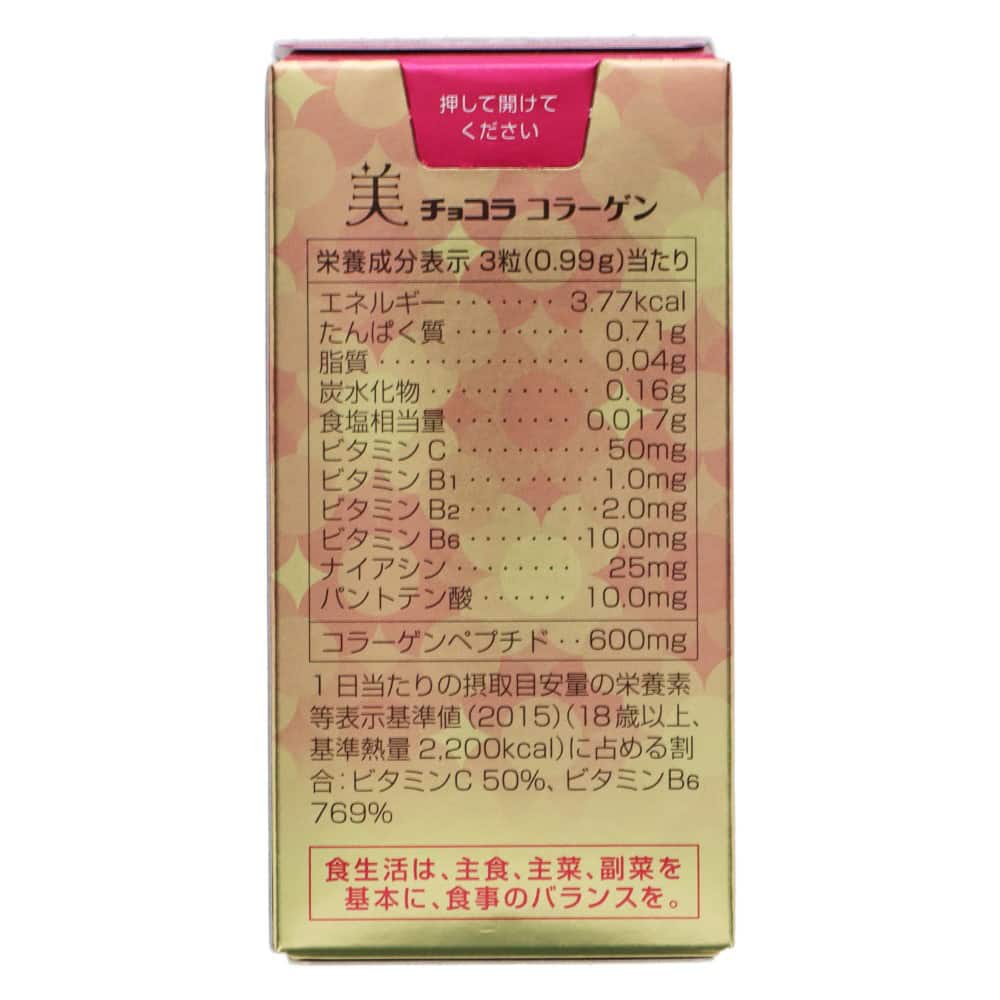 押して開けて
ください
美 チョコラ コラーゲン
栄養成分表示 3粒(0.99g)当たり
エネルギー・・・・・・・3.77kcal
たんぱく質・・・・・・・・・0.71g
脂質・・・・・・・・・・・・0.04g
炭水化物・・・・・・・・・・0.16g
食塩相当量・・・・・・・・0.017g
ビタミンC・・・・・・・・・・50mg
ビタミンB1・・・・・・・・・1.0mg
ビタミンB2・・・・・・・・・2.0mg
ビタミンB6・・・・・・・・10.0mg
ナイアシン・・・・・・・・25mg
パントテン酸・・・・・・10.0mg
コラーゲンペプチド・・600mg
1日当たりの摂取目安量の栄養素
等表示基準値(2015)(18歳以上、
基準熱量2,200kcal)に占める割
合:ビタミンC 50%、ビタミンB6
769%
食生活は、主食、主菜、副菜を
基本に、食事のバランスを。